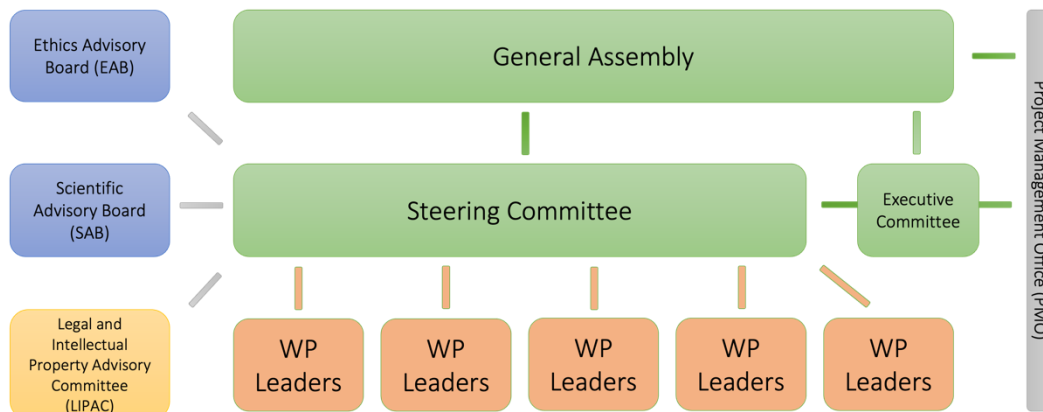 Ethics Advisory
Board (EAB)
General Assembly
Scientific
Advisory Board
(SAB)
Steering Committee
Executive
Committee
Project Management Office (PMO)
Legal and
Intellectual
Property Advisory
Committee
(LIPAC)
WP
Leaders
WP
Leaders
WP
Leaders
WP
Leaders
WP
Leaders